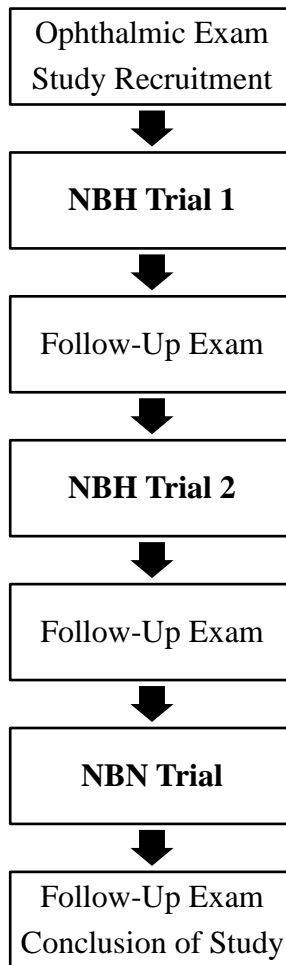 Ophthalmic Exam
Study Recruitment
NBH Trial 1
Follow-Up Exam
NBH Trial 2
Follow-Up Exam
NBN Trial
Follow-Up Exam
Conclusion of Study